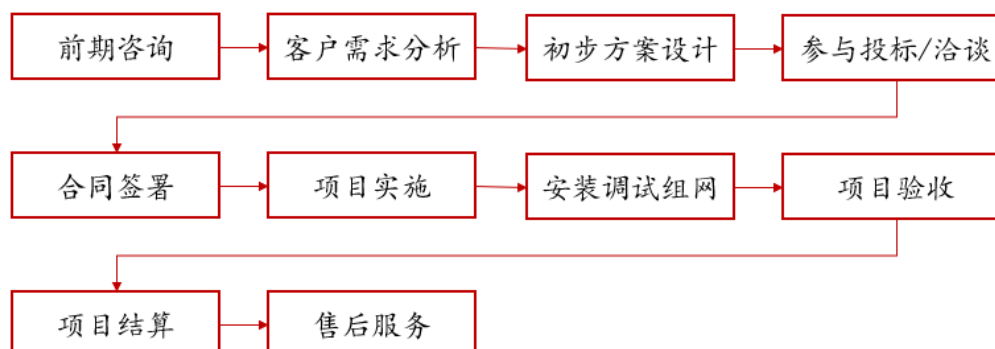 前期咨询
客户需求分析
初步方案设计
参与投标/洽谈
合同签署
项目实施
安装调试组网
项目验收
项目结算
售后服务